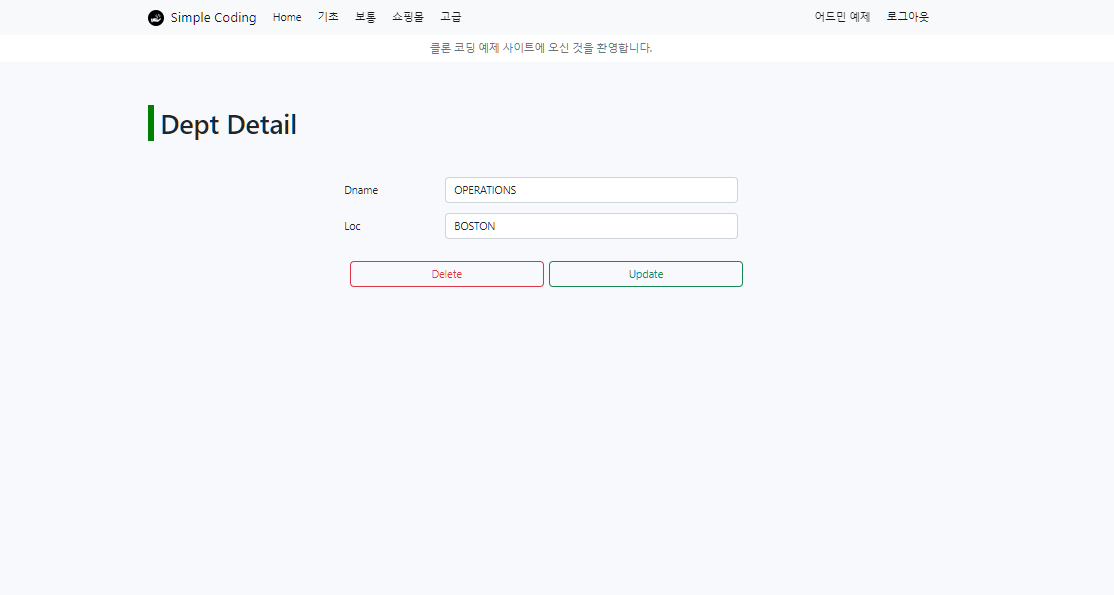 Simple Coding Home 기초 보통 쇼핑몰 고급 어드민 예제 로그아웃
클론 코딩 예제 사이트에 오신 것을 환영합니다.
Dept Detail
Dname OPERATIONS
Loc BOSTON
Delete Update